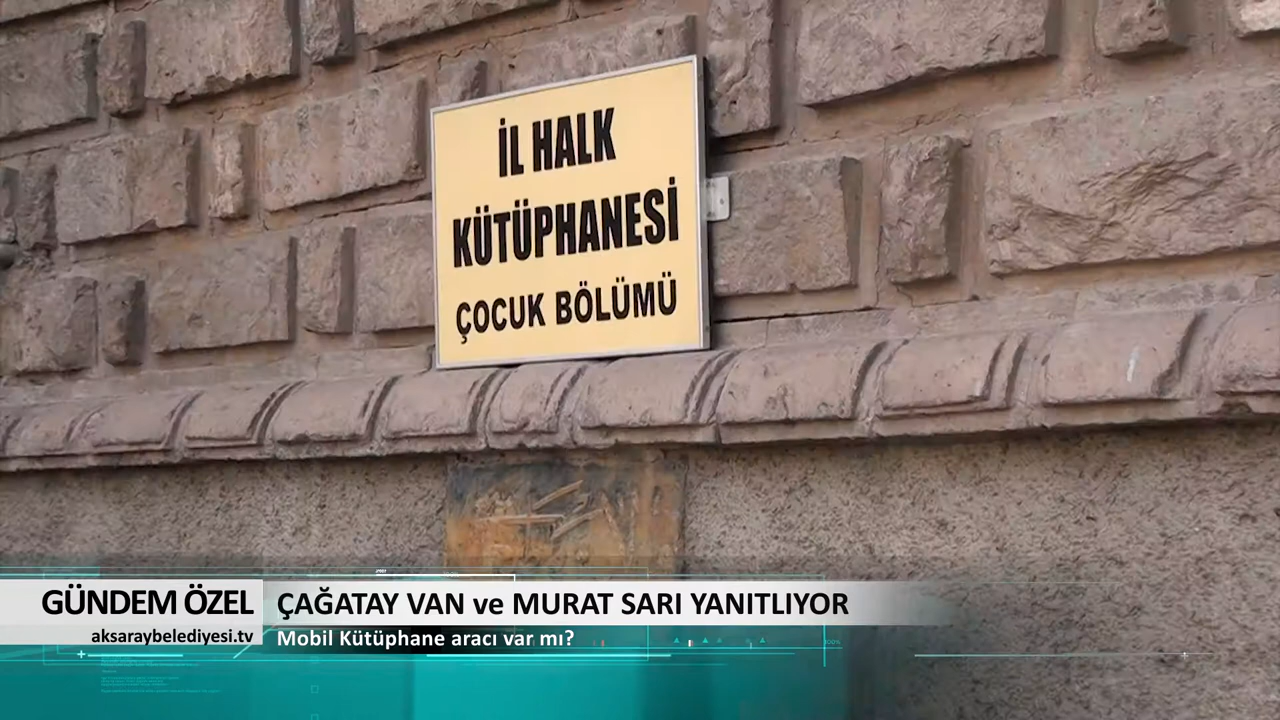 İL HALK
KÜTÜPHANESİ
ÇOCUK BÖLÜMÜ
GÜNDEM ÖZEL
aksaraybelediyesi.tv
ÇAĞATAY VAN ve MURAT SARI YANITLIYOR
Mobil Kütüphane aracı var mı?
100%